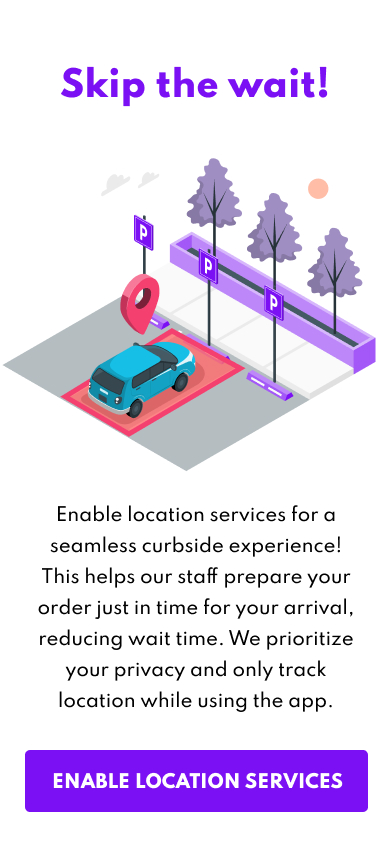 Skip the wait!
P
P
P
Enable location services for a
seamless curbside experience!
This helps our staff prepare your
order just in time for your arrival,
reducing wait time. We prioritize
your privacy and only track
location while using the app.
ENABLE LOCATION SERVICES